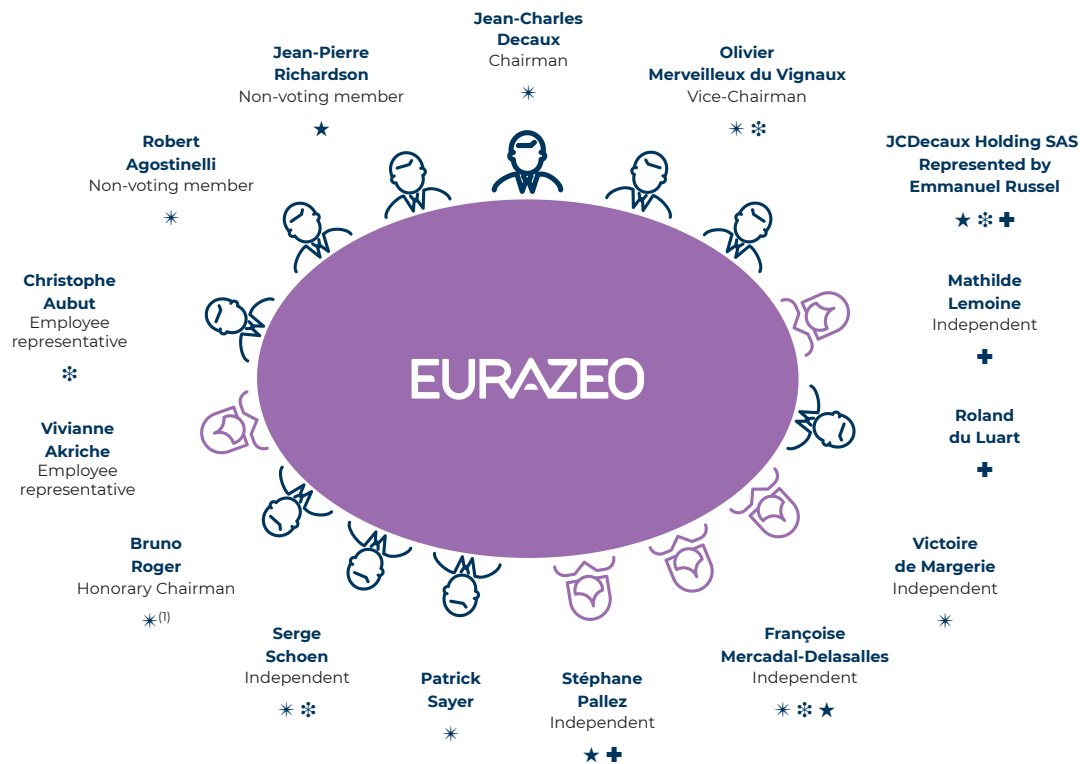 Jean-Charles
Decaux
Chairman
✴
Jean-Pierre
Richardson
Non-voting member
★
Olivier
Merveilleux du Vignaux
Vice-Chairman
✴ ❇
Robert
Agostinelli
Non-voting member
✴
JCDecaux Holding SAS
Represented by
Emmanuel Russel
★ ❇ ✚
Christophe
Aubut
Employee
representative
❇
Mathilde
Lemoine
Independent
✚
EURAZEO
Vivianne
Akriche
Employee
representative
Roland
du Luart
✚
Bruno
Roger
Honorary Chairman
✴(1)
Victoire
de Margerie
Independent
✴
Serge
Schoen
Independent
✴ ❇
Patrick
Sayer
✴
Stéphane
Pallez
Independent
★ ✚
Françoise
Mercadal-Delasalles
Independent
✴ ❇ ★